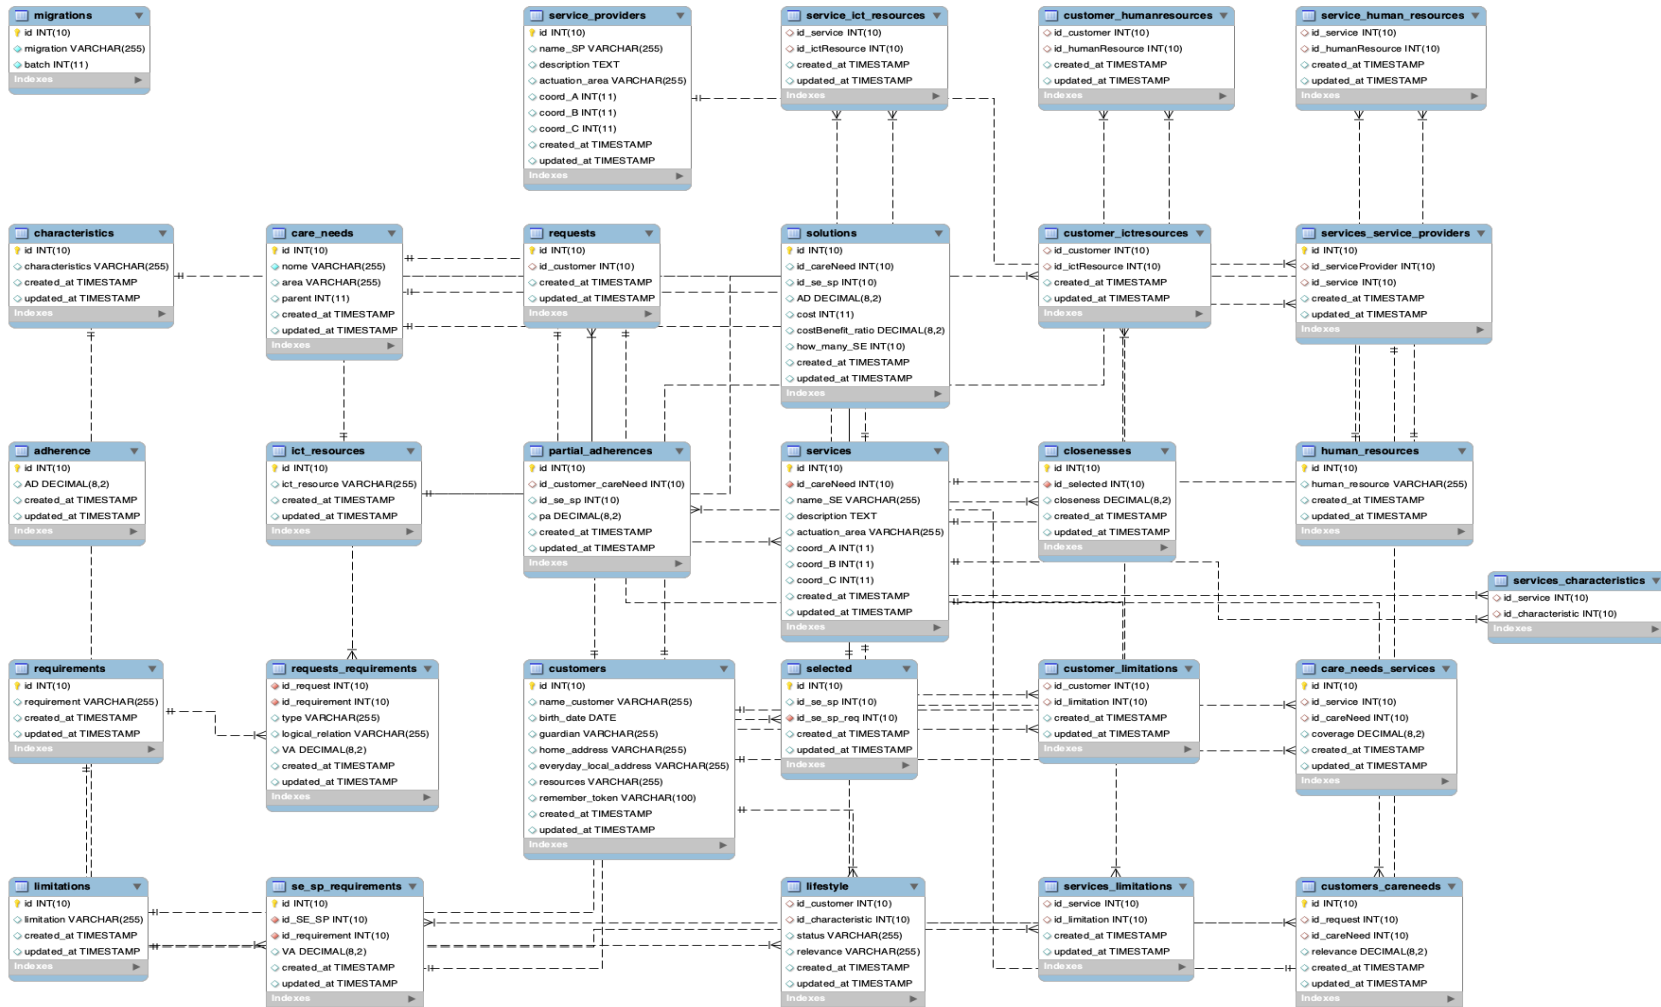 migrations
id INT(10)
migration VARCHAR(255)
batch INT(11)
Indexes
service_providers
id INT(10)
name_SP VARCHAR(255)
description TEXT
actuation_area VARCHAR(255)
coord_A INT(11)
coord_B INT(11)
coord_C INT(11)
created_at TIMESTAMP
updated_at TIMESTAMP
Indexes
service_ict_resources
id_service INT(10)
id_ictResource INT(10)
created_at TIMESTAMP
updated_at TIMESTAMP
Indexes
customer_humanresources
id_customer INT(10)
id_humanResource INT(10)
created_at TIMESTAMP
updated_at TIMESTAMP
Indexes
service_human_resources
id_service INT(10)
id_humanResource INT(10)
created_at TIMESTAMP
updated_at TIMESTAMP
Indexes
characteristics
id INT(10)
characteristics VARCHAR(255)
created_at TIMESTAMP
updated_at TIMESTAMP
Indexes
care_needs
id INT(10)
nome VARCHAR(255)
area VARCHAR(255)
parent INT(11)
created_at TIMESTAMP
updated_at TIMESTAMP
Indexes
requests
id INT(10)
id_customer INT(10)
created_at TIMESTAMP
updated_at TIMESTAMP
Indexes
solutions
id INT(10)
id_careNeed INT(10)
id_se_sp INT(10)
AD DECIMAL(8,2)
cost INT(11)
costBenefit_ratio DECIMAL(8,2)
how_many_SE INT(10)
created_at TIMESTAMP
updated_at TIMESTAMP
Indexes
customer_ictresources
id_customer INT(10)
id_ictResource INT(10)
created_at TIMESTAMP
updated_at TIMESTAMP
Indexes
services_service_providers
id INT(10)
id_serviceProvider INT(10)
id_service INT(10)
created_at TIMESTAMP
updated_at TIMESTAMP
Indexes
adherence
id INT(10)
AD DECIMAL(8,2)
created_at TIMESTAMP
updated_at TIMESTAMP
Indexes
ict_resources
id INT(10)
ict_resource VARCHAR(255)
created_at TIMESTAMP
updated_at TIMESTAMP
Indexes
partial_adherences
id INT(10)
id_customer_careNeed INT(10)
id_se_sp INT(10)
pa DECIMAL(8,2)
created_at TIMESTAMP
updated_at TIMESTAMP
Indexes
services
id INT(10)
id_careNeed INT(10)
name_SE VARCHAR(255)
description TEXT
actuation_area VARCHAR(255)
coord_A INT(11)
coord_B INT(11)
coord_C INT(11)
created_at TIMESTAMP
updated_at TIMESTAMP
Indexes
closenesses
id INT(10)
id_selected INT(10)
closeness DECIMAL(8,2)
created_at TIMESTAMP
updated_at TIMESTAMP
Indexes
human_resources
id INT(10)
human_resource VARCHAR(255)
created_at TIMESTAMP
updated_at TIMESTAMP
Indexes
services_characteristics
id_service INT(10)
id_characteristic INT(10)
Indexes
requirements
id INT(10)
requirement VARCHAR(255)
created_at TIMESTAMP
updated_at TIMESTAMP
Indexes
requests_requirements
id_request INT(10)
id_requirement INT(10)
type VARCHAR(255)
logical_relation VARCHAR(255)
VA DECIMAL(8,2)
created_at TIMESTAMP
updated_at TIMESTAMP
Indexes
customers
id INT(10)
name_customer VARCHAR(255)
birth_date DATE
guardian VARCHAR(255)
home_address VARCHAR(255)
everyday_local_address VARCHAR(255)
resources VARCHAR(255)
remember_token VARCHAR(100)
created_at TIMESTAMP
updated_at TIMESTAMP
Indexes
selected
id INT(10)
id_se_sp INT(10)
id_se_sp_req INT(10)
created_at TIMESTAMP
updated_at TIMESTAMP
Indexes
customer_limitations
id_customer INT(10)
id_limitation INT(10)
created_at TIMESTAMP
updated_at TIMESTAMP
Indexes
care_needs_services
id INT(10)
id_service INT(10)
id_careNeed INT(10)
coverage DECIMAL(8,2)
created_at TIMESTAMP
updated_at TIMESTAMP
Indexes
limitations
id INT(10)
limitation VARCHAR(255)
created_at TIMESTAMP
updated_at TIMESTAMP
Indexes
se_sp_requirements
id INT(10)
id_SE_SP INT(10)
id_requirement INT(10)
VA DECIMAL(8,2)
created_at TIMESTAMP
updated_at TIMESTAMP
Indexes
lifestyle
id_customer INT(10)
id_characteristic INT(10)
status VARCHAR(255)
relevance VARCHAR(255)
created_at TIMESTAMP
updated_at TIMESTAMP
Indexes
services_limitations
id_service INT(10)
id_limitation INT(10)
created_at TIMESTAMP
updated_at TIMESTAMP
Indexes
customers_careneeds
id INT(10)
id_request INT(10)
id_careNeed INT(10)
relevance DECIMAL(8,2)
created_at TIMESTAMP
updated_at TIMESTAMP
Indexes